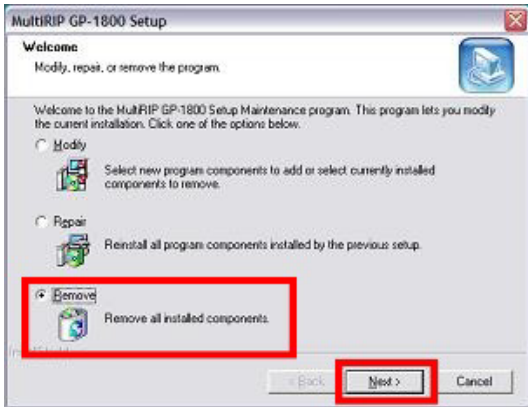 MultiRIP GP-1800 Setup
Welcome
Modify, repair, or remove the program.
Welcome to the MultiRIP GP-1800 Setup Maintenance program. This program lets you modify
the current installation. Click one of the options below.
Modify
Select new program components to add or select currently installed
components to remove.
Repair
Reinstall all program components installed by the previous setup.
Remove
Remove all installed components.
InstallShield
< Back
Next >
Cancel